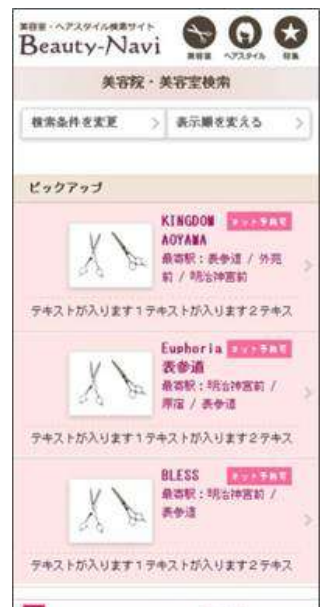 美容室・ヘアスタイル検索サイト
Beauty-Navi
美容室 ヘアスタイル 特集
美容院・美容室検索
検索条件を変更 表示順を変える
ピックアップ
KINGDOM ネット予約可
AOYAMA
最寄駅：表参道 / 外苑
前 / 明治神宮前
テキストが入ります1テキストが入ります2テキス
Euphoria ネット予約可
表参道
最寄駅：明治神宮前 /
原宿 / 表参道
テキストが入ります1テキストが入ります2テキス
BLESS ネット予約可
最寄駅：明治神宮前 /
表参道
テキストが入ります1テキストが入ります2テキス